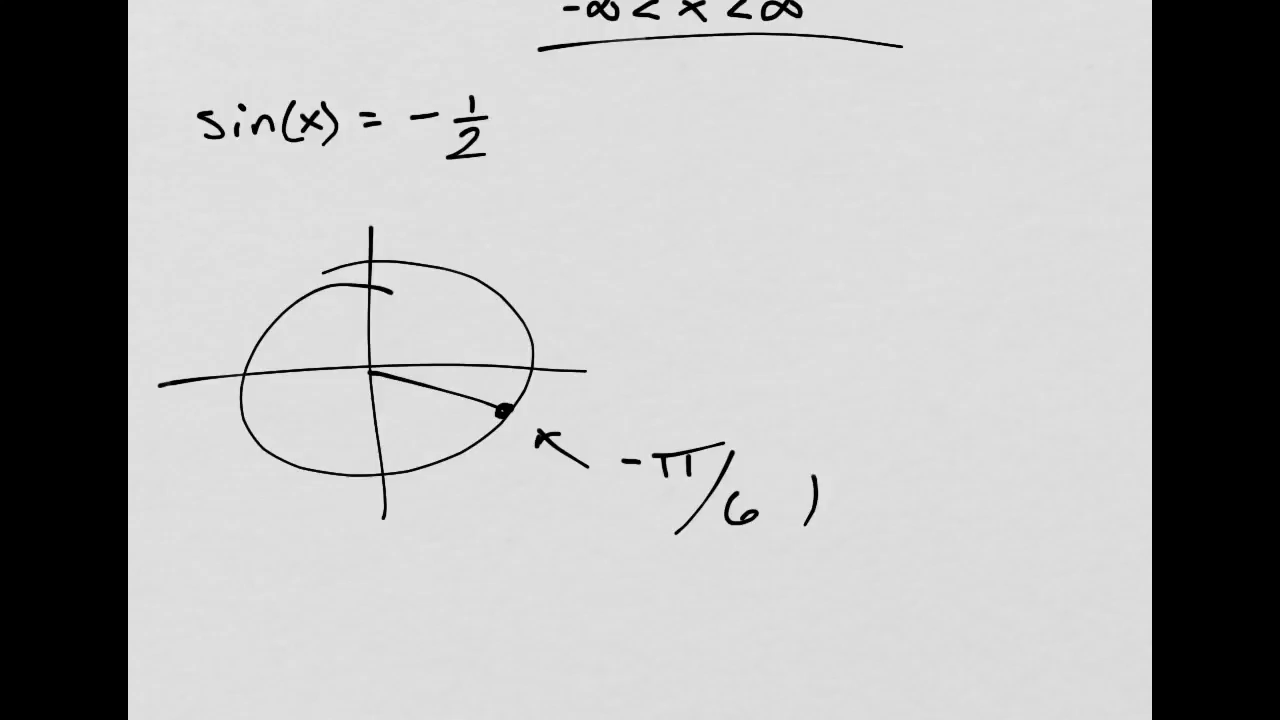 -∞ < x < ∞
sin(x) = - 1/2
-π/6 )